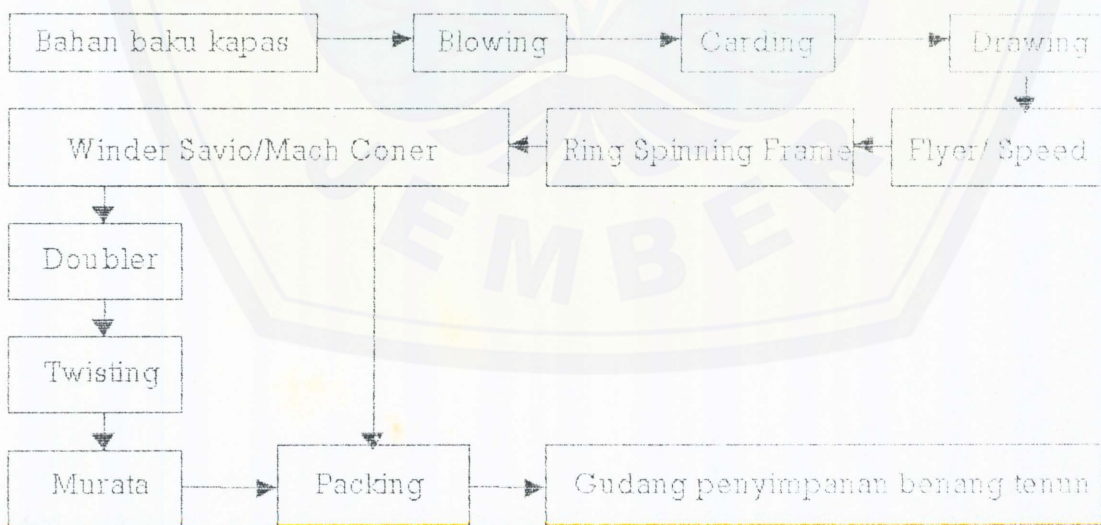 Bahan baku kapas
Blowing
Carding
Drawing
Flyer/ Speed
Ring Spinning Frame
Winder Savio/Mach Coner
Doubler
Twisting
Murata
Packing
Gudang penyimpanan benang tenun
JEMBER